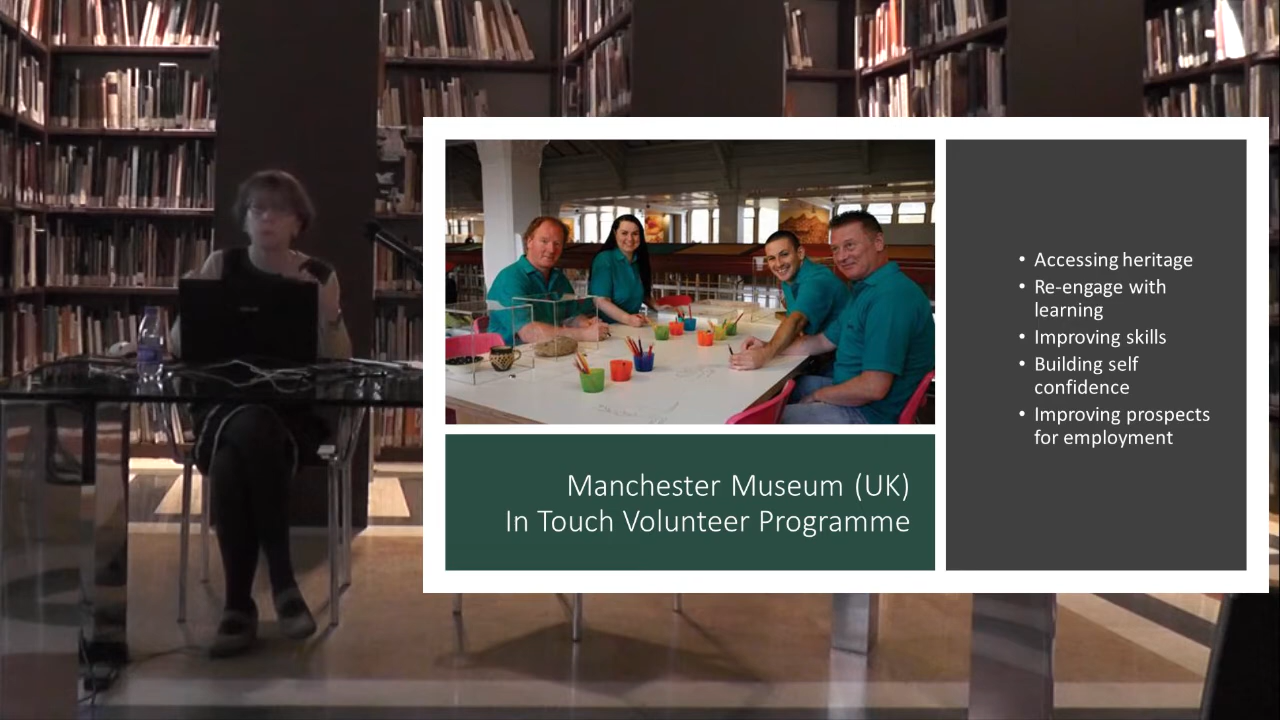 Manchester Museum (UK)
In Touch Volunteer Programme
• Accessing heritage
• Re-engage with
learning
• Improving skills
• Building self
confidence
• Improving prospects
for employment